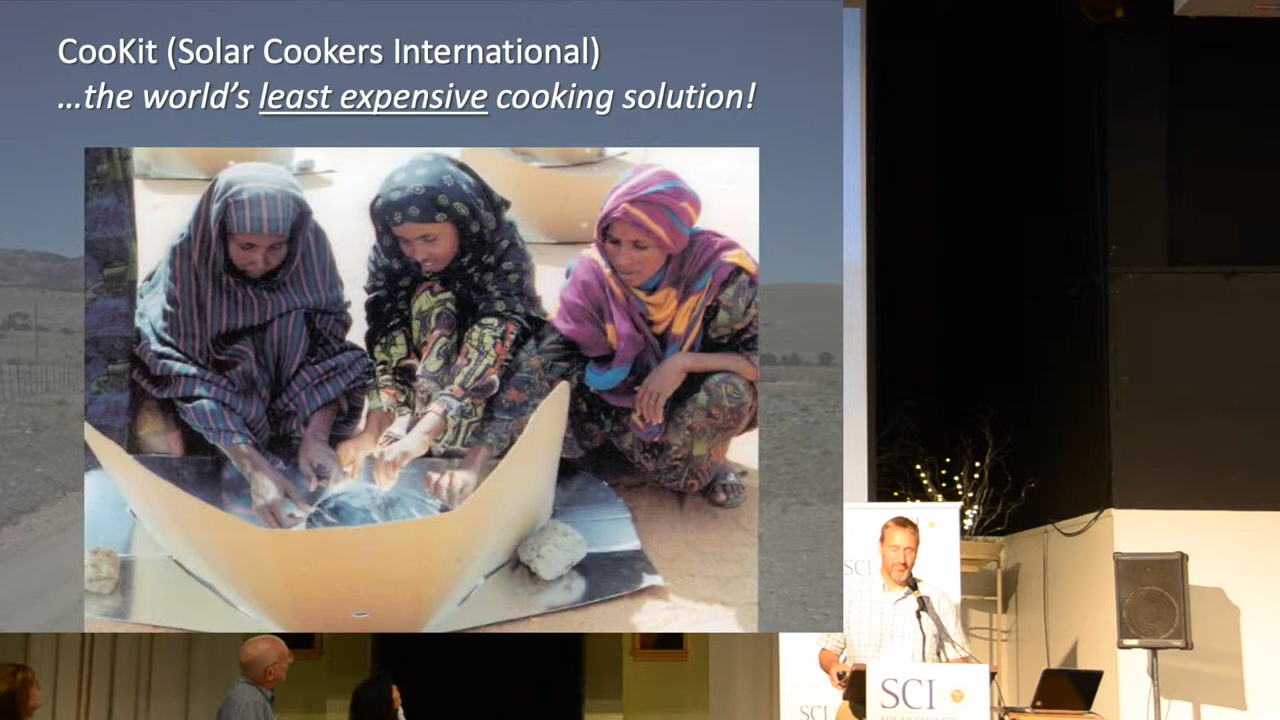 CooKit (Solar Cookers International)
…the world's least expensive cooking solution!
SCI
SCI
SCI
SOLAR COOKERS